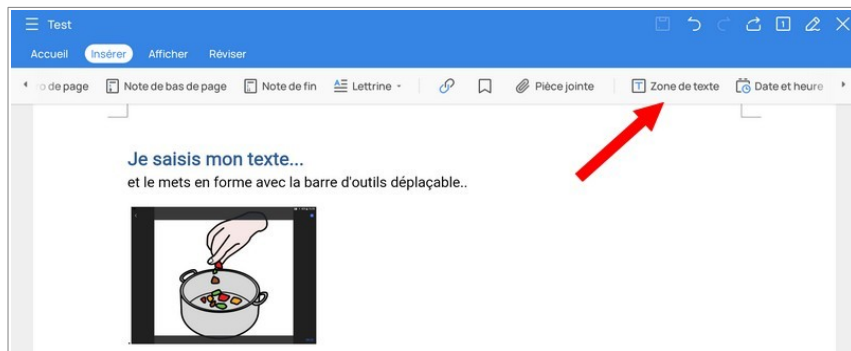 Test
1
Accueil Insérer Afficher Réviser
de page Note de bas de page Note de fin Lettrine Pièce jointe Zone de texte Date et heure
Je saisis mon texte...
et le mets en forme avec la barre d'outils déplaçable..